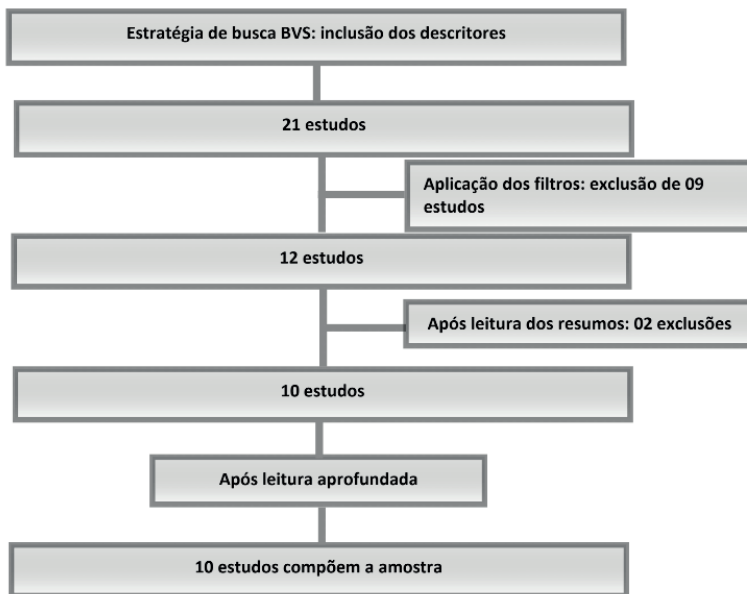 Estratégia de busca BVS: inclusão dos descritores
21 estudos
Aplicação dos filtros: exclusão de 09
estudos
12 estudos
Após leitura dos resumos: 02 exclusões
10 estudos
Após leitura aprofundada
10 estudos compõem a amostra